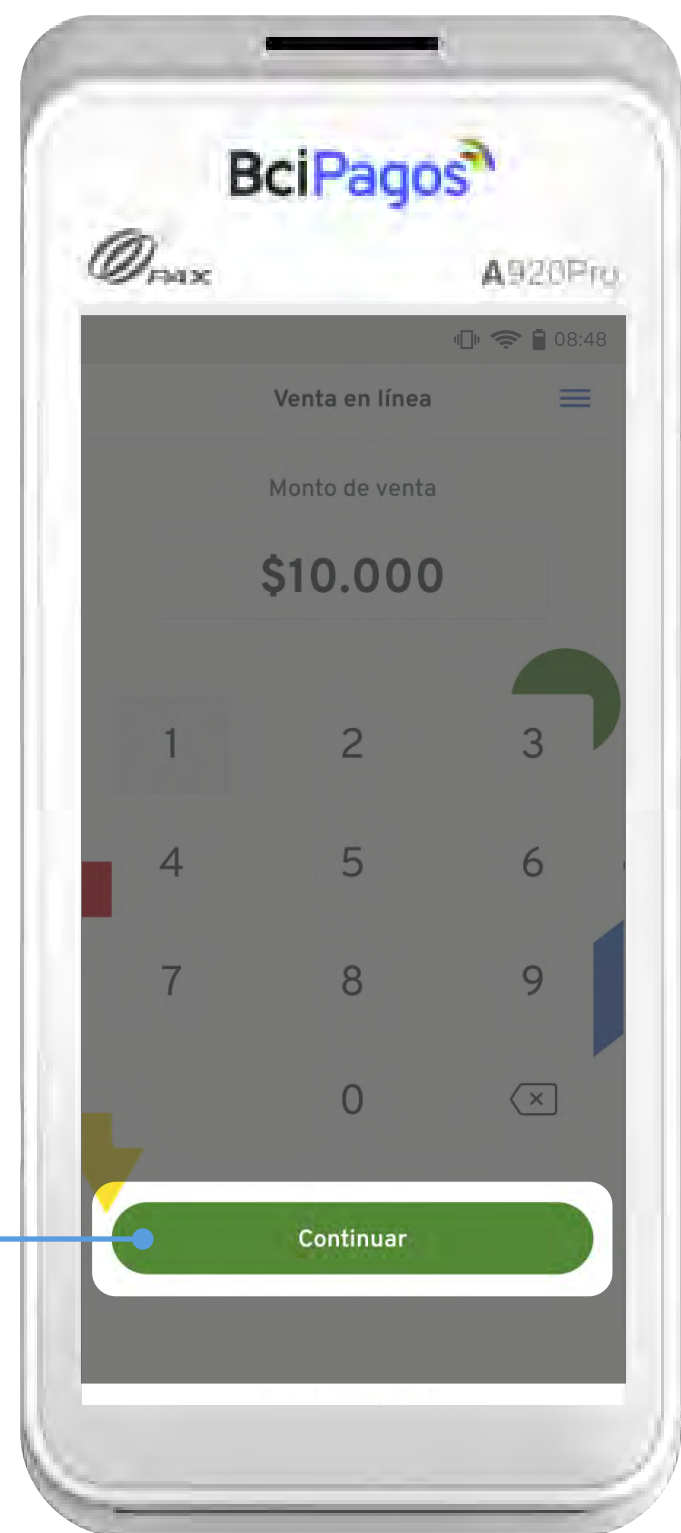 BciPagos
PAX
A920Pro
08:48
Venta en línea
Monto de venta
$10.000
1 2 3
4 5 6
7 8 9
0
Continuar